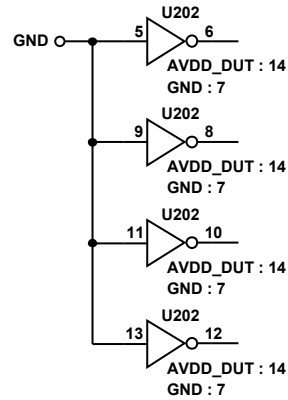 U202
GND 5 6
AVDD_DUT : 14
GND : 7
U202
9 8
AVDD_DUT : 14
GND : 7
U202
11 10
AVDD_DUT : 14
GND : 7
U202
13 12
AVDD_DUT : 14
GND : 7